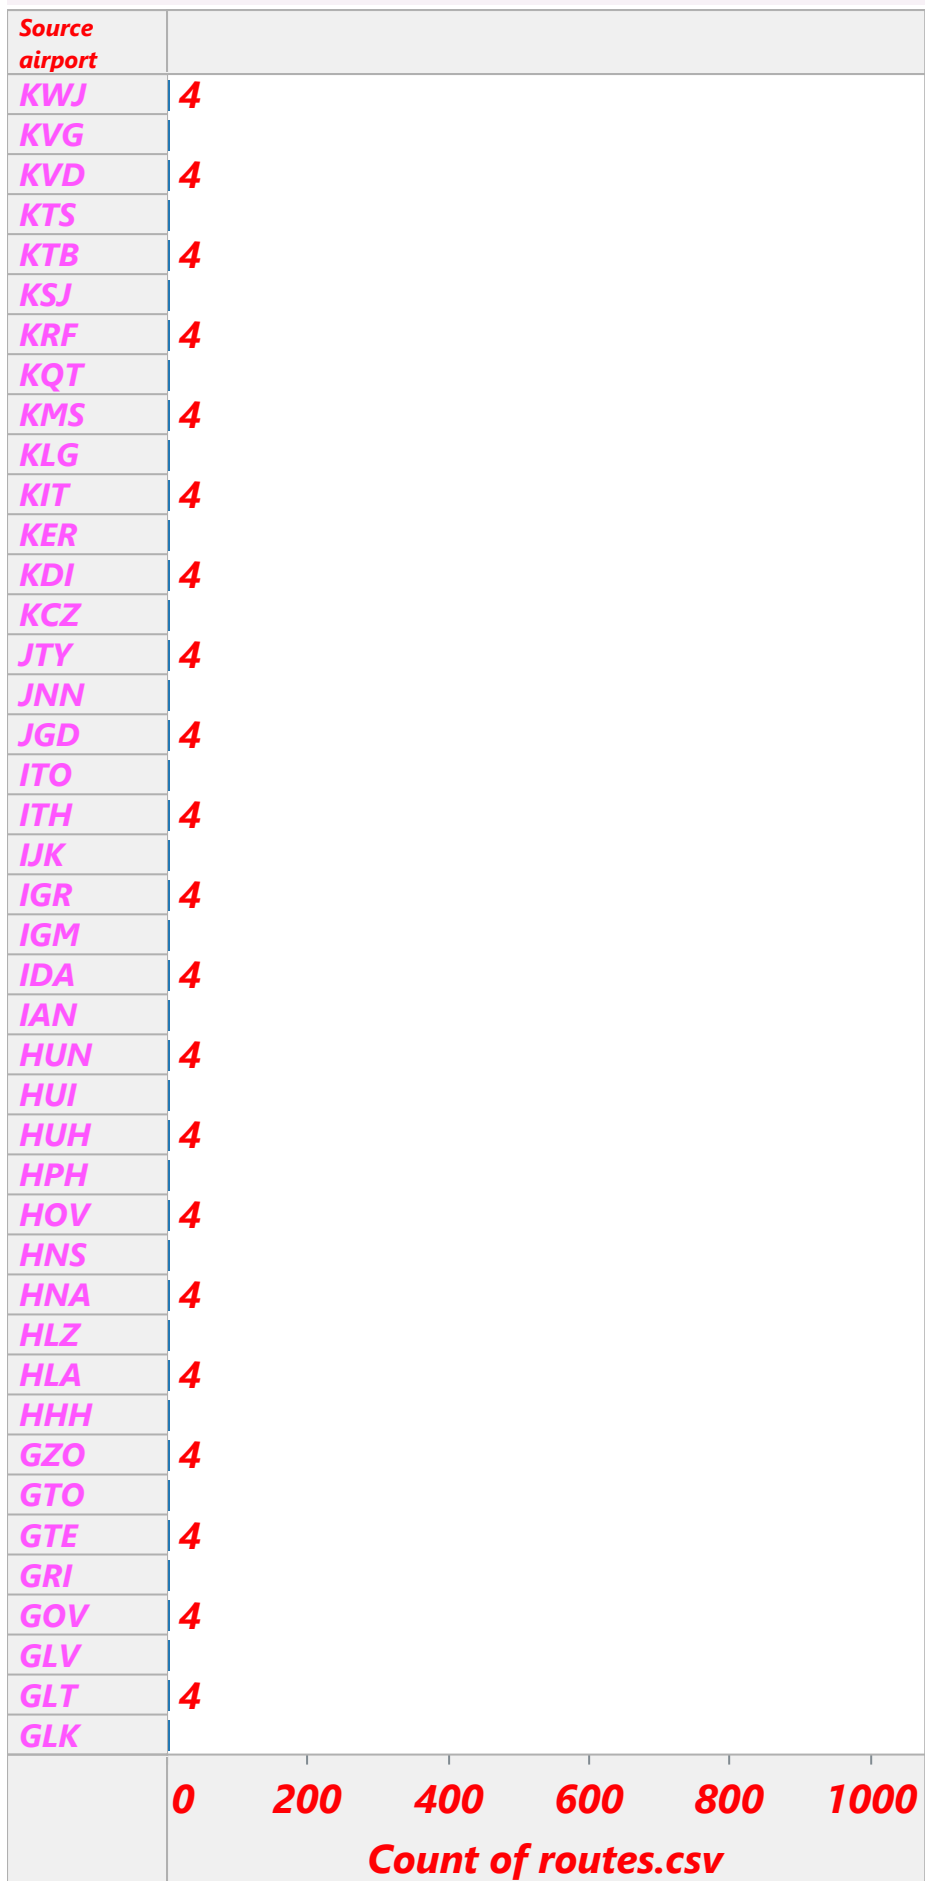 Source
airport
KWJ 4
KVG
KVD 4
KTS
KTB 4
KSJ
KRF 4
KQT
KMS 4
KLG
KIT 4
KER
KDI 4
KCZ
JTY 4
JNN
JGD 4
ITO
ITH 4
IJK
IGR 4
IGM
IDA 4
IAN
HUN 4
HUI
HUH 4
HPH
HOV 4
HNS
HNA 4
HLZ
HLA 4
HHH
GZO 4
GTO
GTE 4
GRI
GOV 4
GLV
GLT 4
GLK
0 200 400 600 800 1000
Count of routes.csv